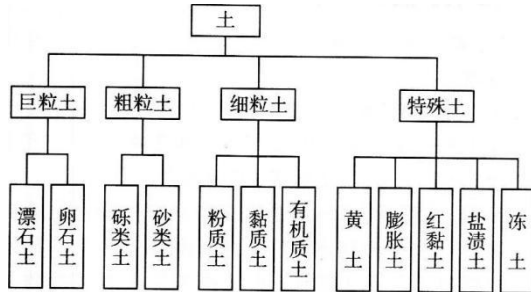 土
巨粒土
粗粒土
细粒土
特殊土
漂石土
卵石土
砾类土
砂类土
粉质土
黏质土
有机质土
黄土
膨胀土
红黏土
盐渍土
冻土